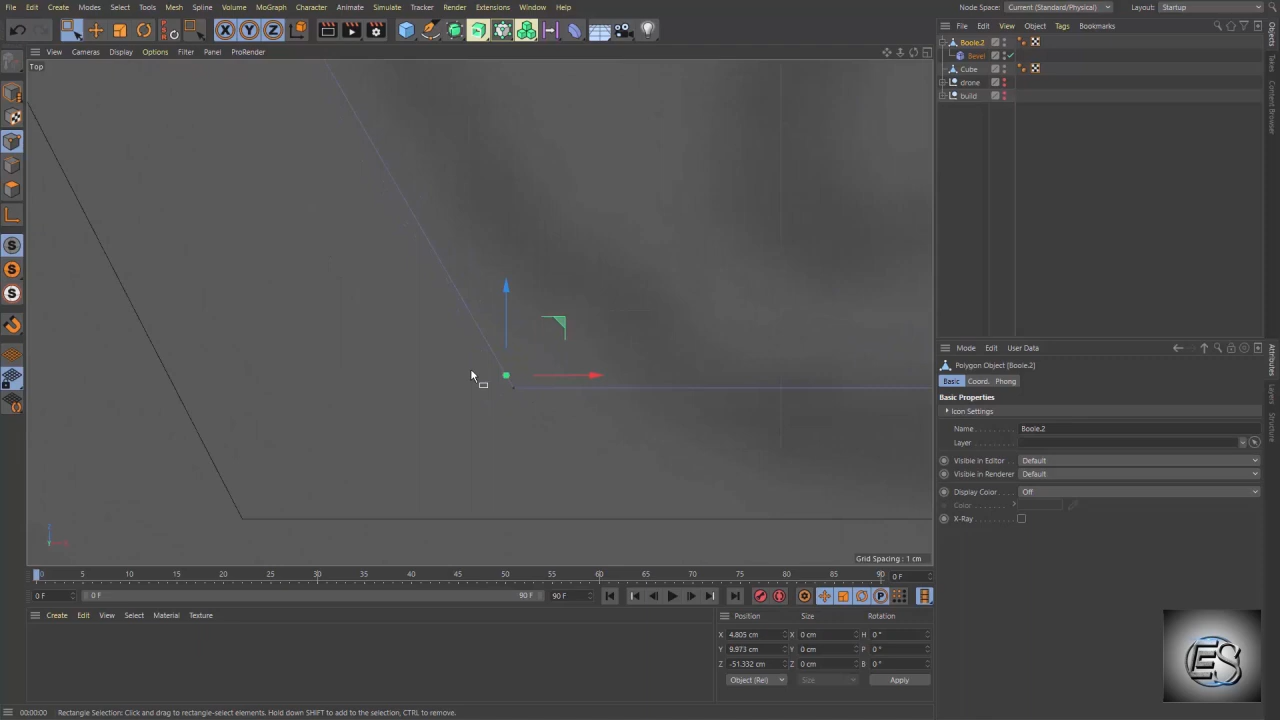 File Edit Create Modes Select Tools Mesh Spline Volume MoGraph Character Animate Simulate Tracker Render Extensions Window Help Node Space: Current (Standard/Physical) Layout: Startup
X Y Z
View Cameras Display Options Filter Panel ProRender
File Edit View Object Tags Bookmarks
Top
Boole.2
Bevel
Cube
drone
build
Objects
Takes
Content Browser
S
S
S
Mode Edit User Data
Polygon Object [Boole.2]
Basic Coord. Phong
Basic Properties
Icon Settings
Name Boole.2
Layer
Visible in Editor Default
Visible in Renderer Default
Display Color Off
Color
X-Ray
Attributes
Layers
Structure
Grid Spacing : 1 cm
0 5 10 15 20 25 30 35 40 45 50 55 60 65 70 75 80 85 90 0 F
0 F 0 F 90 F 90 F P
Create Edit View Select Material Texture
Position Size Rotation
X 4.805 cm X 0 cm H 0 °
Y 9.973 cm Y 0 cm P 0 °
Z -51.332 cm Z 0 cm B 0 °
Object (Rel) Size Apply
ES
00:00:00 Rectangle Selection: Click and drag to rectangle-select elements. Hold down SHIFT to add to the selection, CTRL to remove.